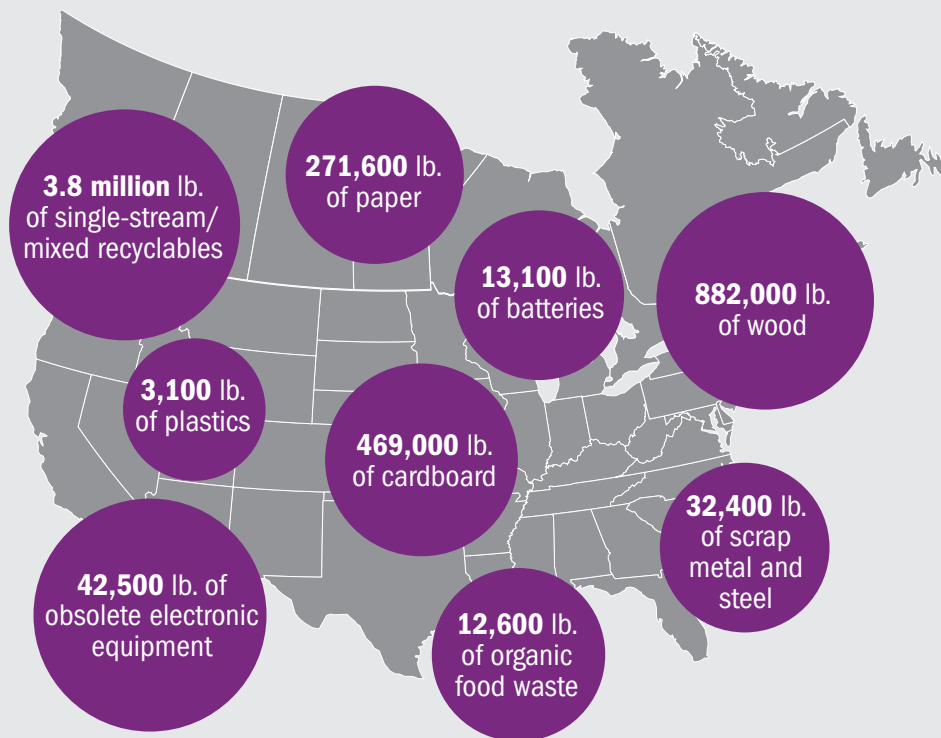 3.8 million lb.
of single-stream/
mixed recyclables
271,600 lb.
of paper
13,100 lb.
of batteries
882,000 lb.
of wood
3,100 lb.
of plastics
469,000 lb.
of cardboard
32,400 lb.
of scrap
metal and
steel
42,500 lb. of
obsolete electronic
equipment
12,600 lb.
of organic
food waste